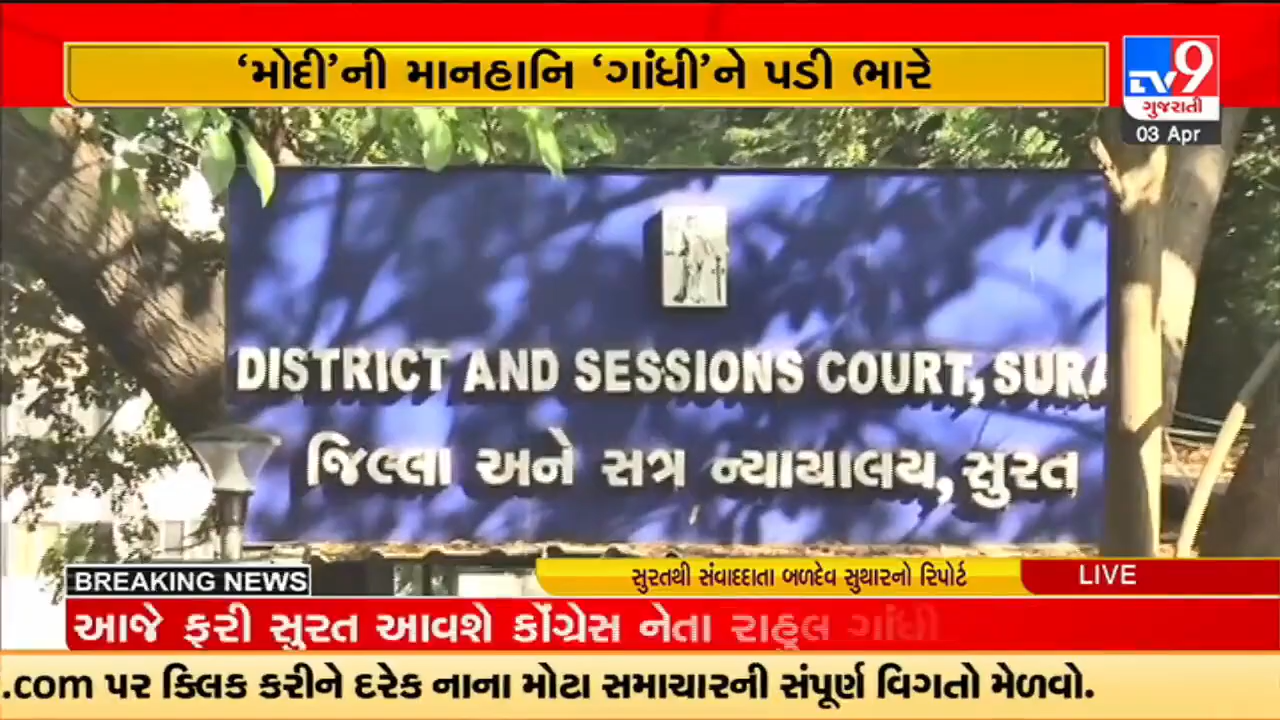 ‘મોદી’ની માનહાનિ ‘ગાંધી’ને પડી ભારે
TV9
ગુજરાતી
03 Apr
DISTRICT AND SESSIONS COURT, SURA
જિલ્લા અને સત્ર ન્યાયાલય, સુરત
સુરતથી સંવાદદાતા બળદેવ સુથારનો રિપોર્ટ
LIVE
BREAKING NEWS
આજે ફરી સુરત આવશે કોંગ્રેસ નેતા રાહુલ ગાંધી
.com પર ક્લિક કરીને દરેક નાના મોટા સમાચારની સંપૂર્ણ વિગતો મેળવો.